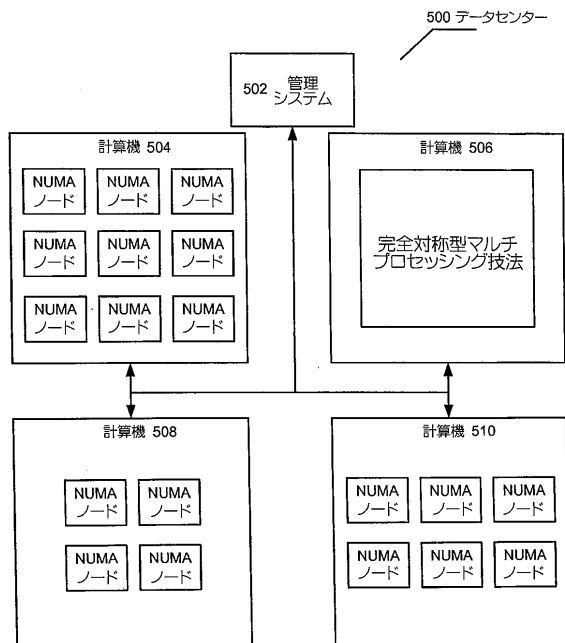 500 データセンター
502 管理
システム
計算機 504
NUMA
ノード
NUMA
ノード
NUMA
ノード
NUMA
ノード
NUMA
ノード
NUMA
ノード
NUMA
ノード
NUMA
ノード
NUMA
ノード
計算機 506
完全対称型マルチ
プロセッシング技法
計算機 508
NUMA
ノード
NUMA
ノード
NUMA
ノード
NUMA
ノード
計算機 510
NUMA
ノード
NUMA
ノード
NUMA
ノード
NUMA
ノード
NUMA
ノード
NUMA
ノード